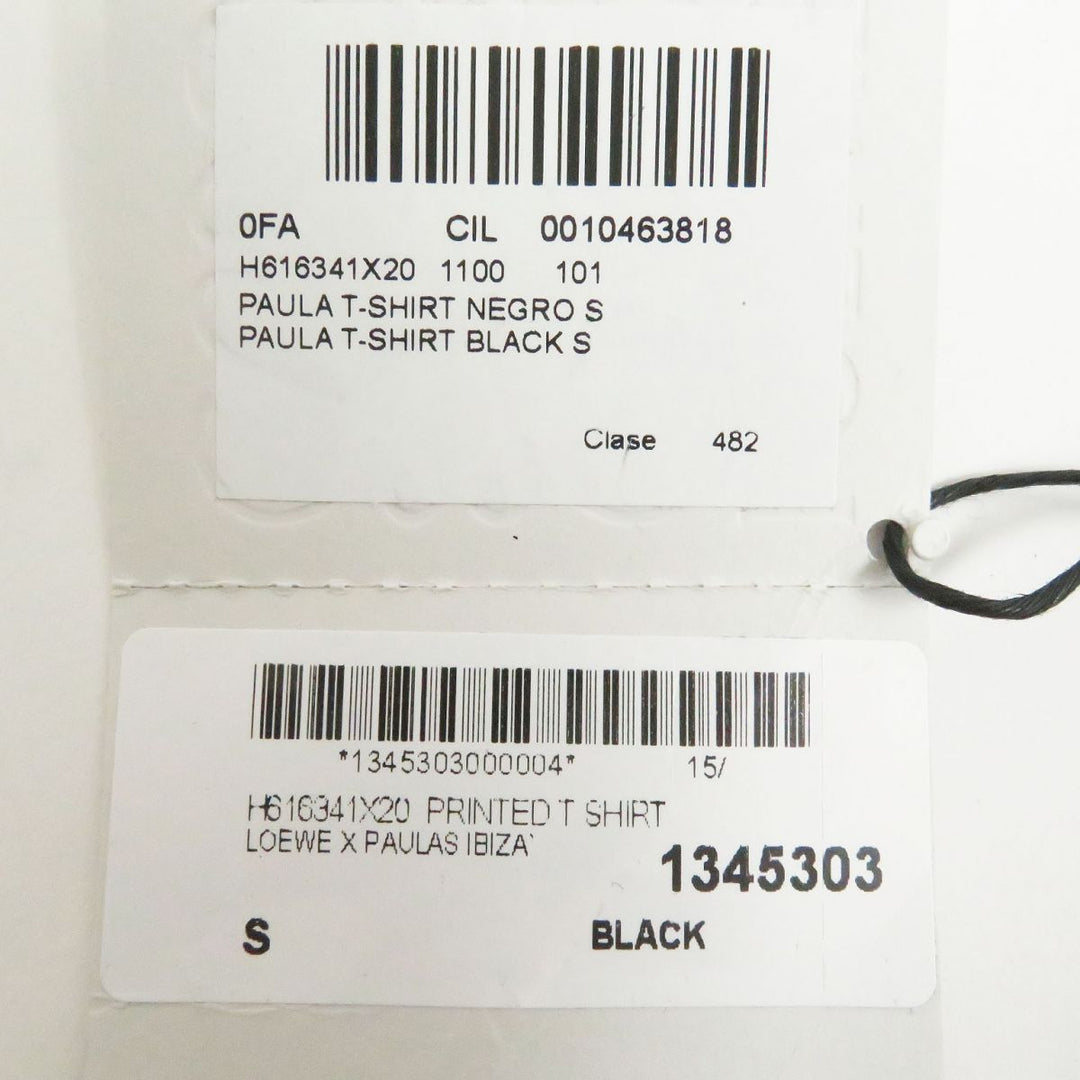 0FA CIL 0010463818
H616341X20 1100 101
PAULA T-SHIRT NEGRO S
PAULA T-SHIRT BLACK S
Clase 482
*1345303000004* 15/
H616341X20 PRINTED T SHIRT
LOEWE X PAULAS IBIZA`
1345303
S BLACK